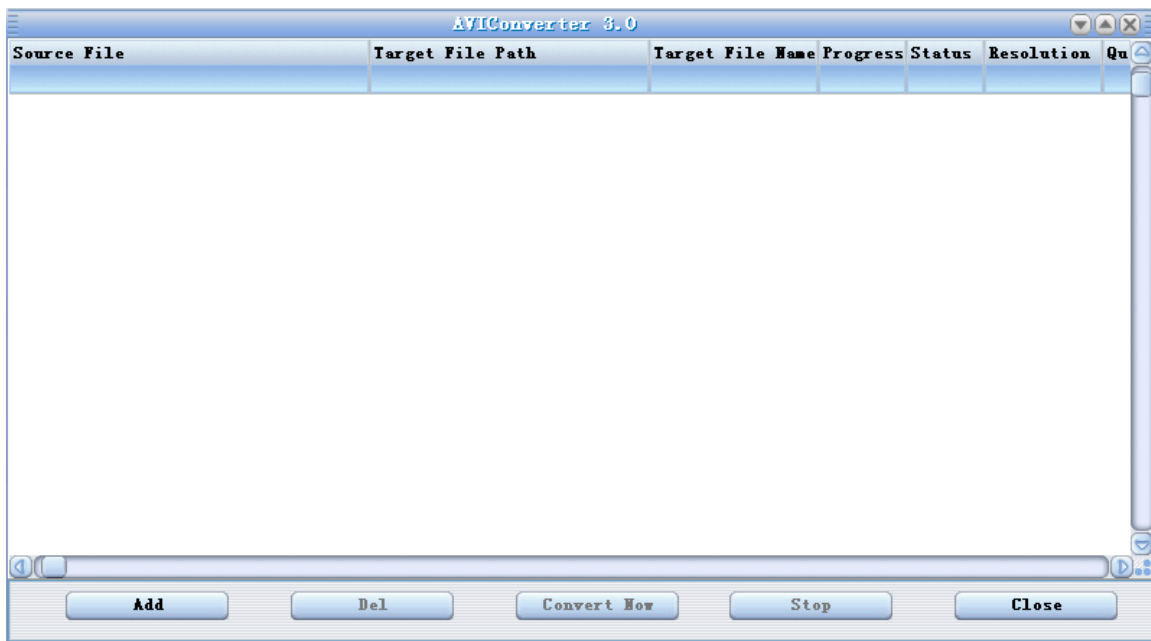 AVIConverter 3.0
Source File Target File Path Target File Name Progress Status Resolution Qu
Add Del Convert Now Stop Close